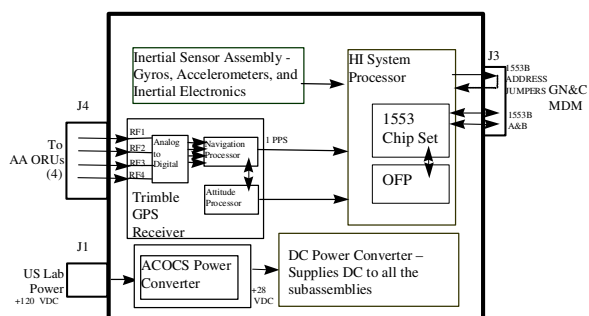 Inertial Sensor Assembly -
Gyros, Accelerometers, and
Inertial Electronics
HI System
Processor
J3
1553B
ADDRESS
JUMPERS
GN&C
MDM
1553B
A&B
1553
Chip Set
OFP
J4
To
AA ORUs
(4)
RF1
RF2
RF3
RF4
Analog
to
Digital
Navigation
Processor
1 PPS
Attitude
Processor
Trimble
GPS
Receiver
J1
US Lab
Power
+120 VDC
ACOCS Power
Converter
+28
VDC
DC Power Converter –
Supplies DC to all the
subassemblies